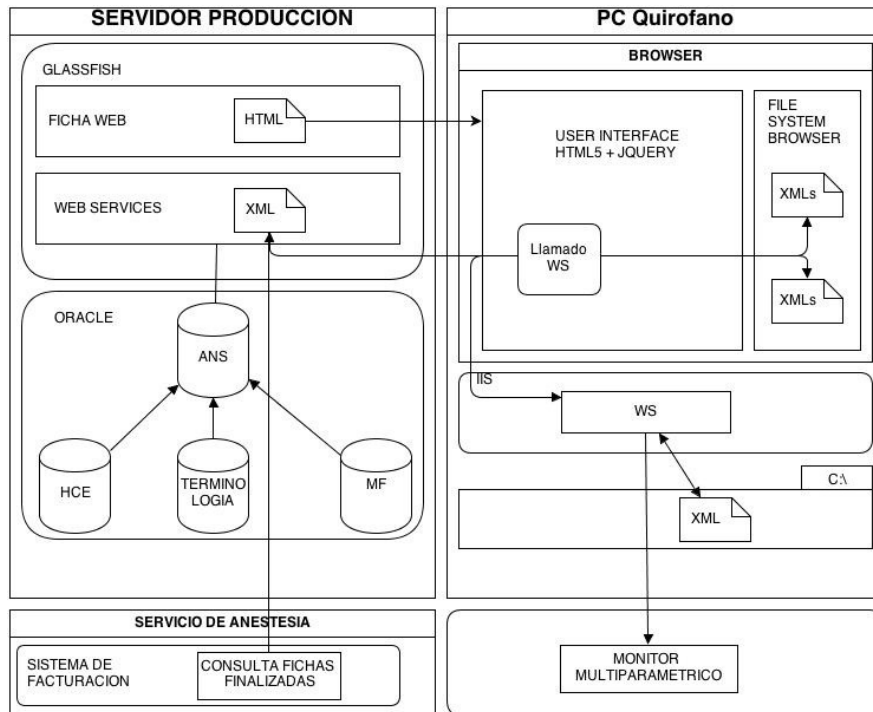 SERVIDOR PRODUCCION
GLASSFISH
FICHA WEB
HTML
WEB SERVICES
XML
ORACLE
ANS
HCE
TERMINO
LOGIA
MF
SERVICIO DE ANESTESIA
SISTEMA DE
FACTURACION
CONSULTA FICHAS
FINALIZADAS
PC Quirofano
BROWSER
USER INTERFACE
HTML5 + JQUERY
Llamado
WS
FILE
SYSTEM
BROWSER
XMLs
XMLs
IIS
WS
C:\
XML
MONITOR
MULTIPARAMETRICO